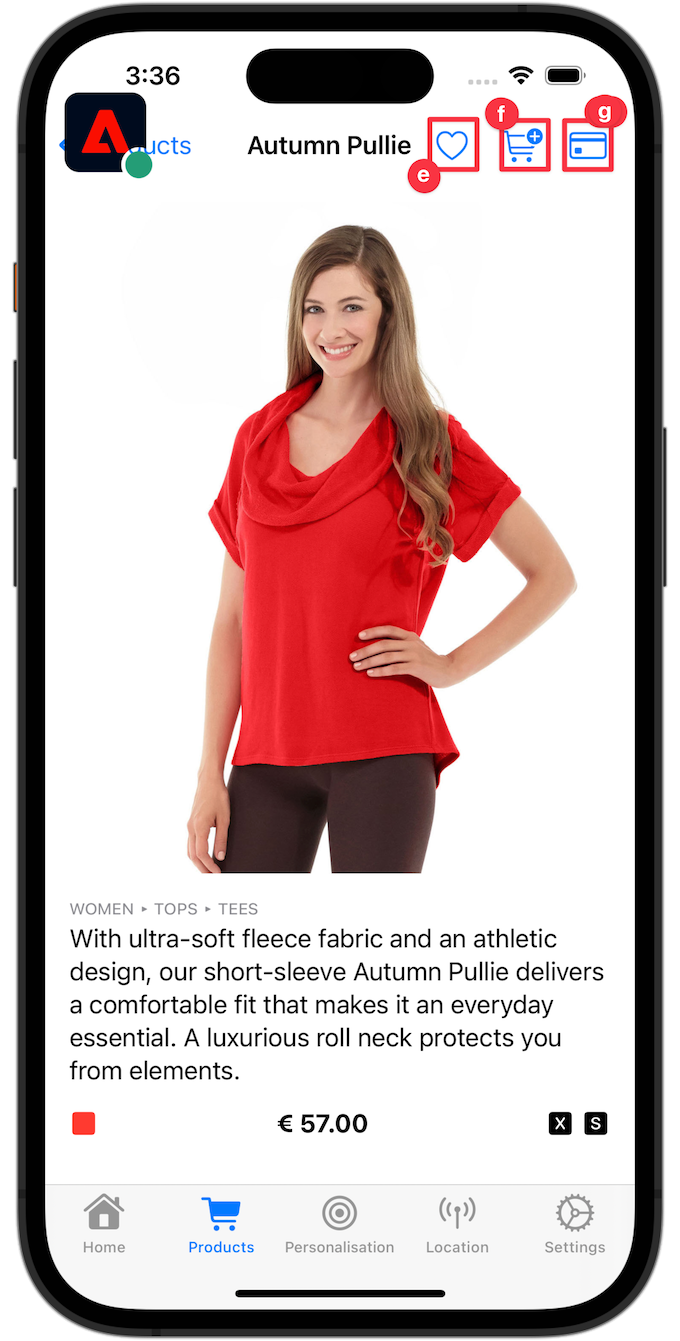 3:36
ucts
Autumn Pullie
e
f
g
WOMEN ‣ TOPS ‣ TEES
With ultra-soft fleece fabric and an athletic
design, our short-sleeve Autumn Pullie delivers
a comfortable fit that makes it an everyday
essential. A luxurious roll neck protects you
from elements.
€ 57.00
X S
Home Products Personalisation Location Settings